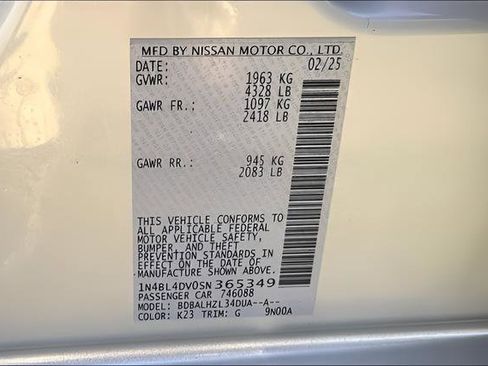 MFD BY NISSAN MOTOR CO., LTD.
DATE: 02/25
GVWR: 1963 KG
4328 LB
GAWR FR.: 1097 KG
2418 LB
GAWR RR.: 945 KG
2083 LB
THIS VEHICLE CONFORMS TO
ALL APPLICABLE FEDERAL
MOTOR VEHICLE SAFETY,
BUMPER, AND THEFT
PREVENTION STANDARDS IN
EFFECT ON THE DATE OF
MANUFACTURE SHOWN ABOVE.
1N4BL4DV0SN365349
PASSENGER CAR 746088
MODEL: BDBALHZL34DUA--A--
COLOR: K23 TRIM: G 9N00A